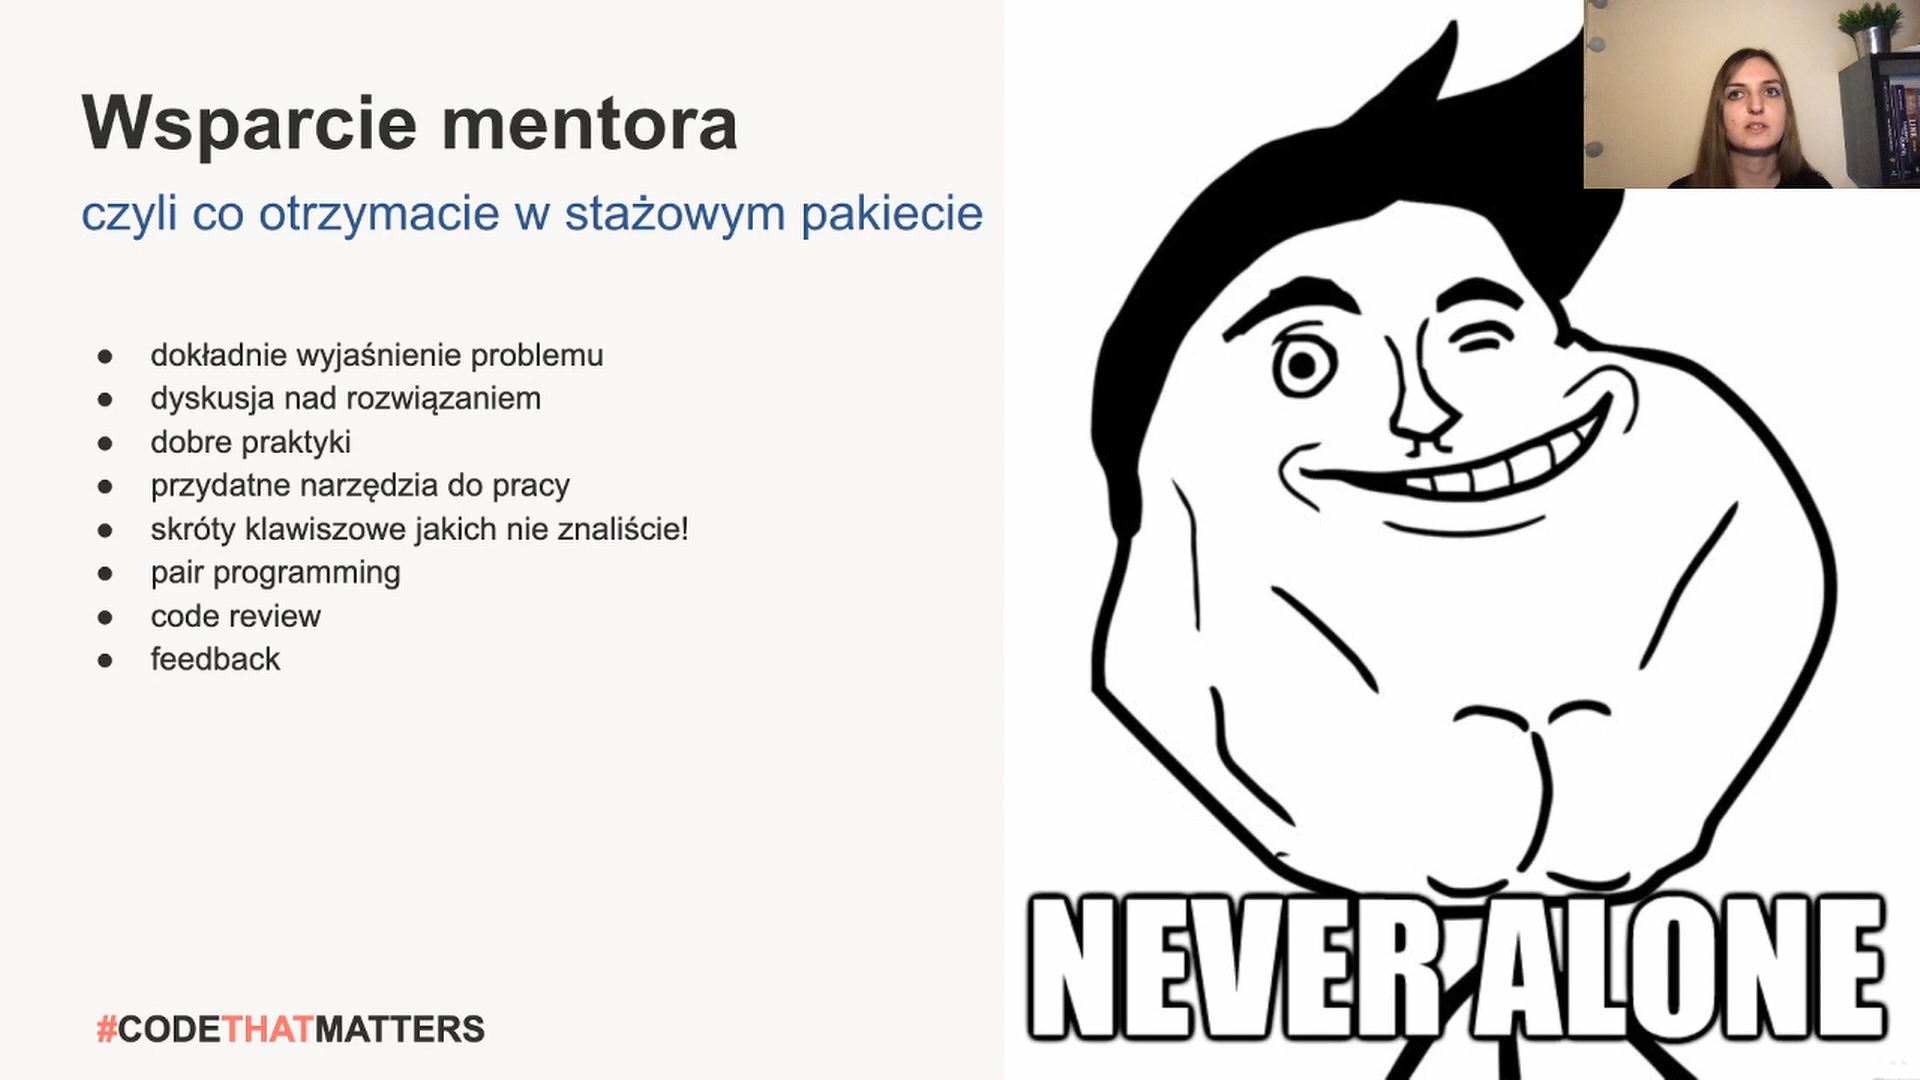 Wsparcie mentora
czyli co otrzymacie w stażowym pakiecie
● dokładnie wyjaśnienie problemu
● dyskusja nad rozwiązaniem
● dobre praktyki
● przydatne narzędzia do pracy
● skróty klawiszowe jakich nie znaliście!
● pair programming
● code review
● feedback
#CODETHATMATTERS
NEVER ALONE